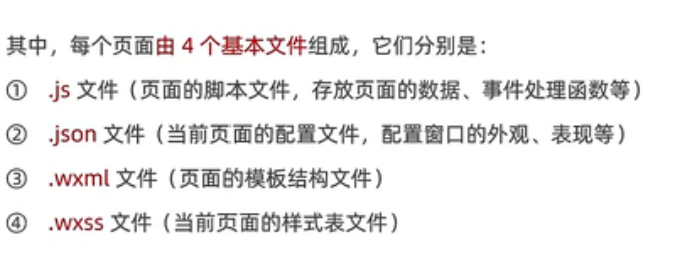 其中，每个页面由 4 个基本文件组成，它们分别是：
① .js 文件（页面的脚本文件，存放页面的数据、事件处理函数等）
② .json 文件（当前页面的配置文件，配置窗口的外观、表现等）
③ .wxml 文件（页面的模板结构文件）
④ .wxss 文件（当前页面的样式表文件）